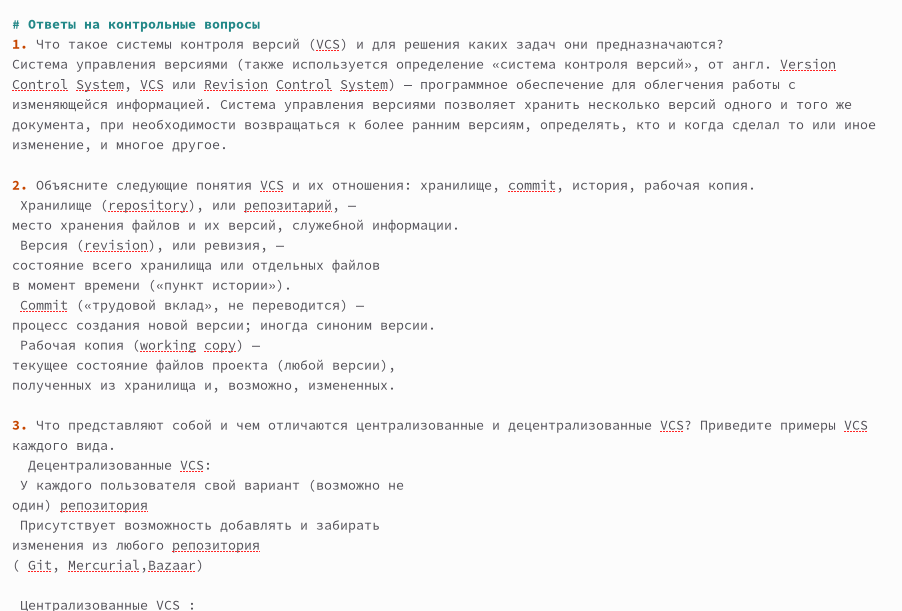 # Ответы на контрольные вопросы
1. Что такое системы контроля версий (VCS) и для решения каких задач они предназначаются?
Система управления версиями (также используется определение «система контроля версий», от англ. Version
Control System, VCS или Revision Control System) — программное обеспечение для облегчения работы с
изменяющейся информацией. Система управления версиями позволяет хранить несколько версий одного и того же
документа, при необходимости возвращаться к более ранним версиям, определять, кто и когда сделал то или иное
изменение, и многое другое.
2. Объясните следующие понятия VCS и их отношения: хранилище, commit, история, рабочая копия.
Хранилище (repository), или репозитарий, —
место хранения файлов и их версий, служебной информации.
Версия (revision), или ревизия, —
состояние всего хранилища или отдельных файлов
в момент времени («пункт истории»).
Commit («трудовой вклад», не переводится) —
процесс создания новой версии; иногда синоним версии.
Рабочая копия (working copy) —
текущее состояние файлов проекта (любой версии),
полученных из хранилища и, возможно, измененных.
3. Что представляют собой и чем отличаются централизованные и децентрализованные VCS? Приведите примеры VCS
каждого вида.
Децентрализованные VCS:
У каждого пользователя свой вариант (возможно не
один) репозитория
Присутствует возможность добавлять и забирать
изменения из любого репозитория
( Git, Mercurial,Bazaar)
Централизованные VCS :